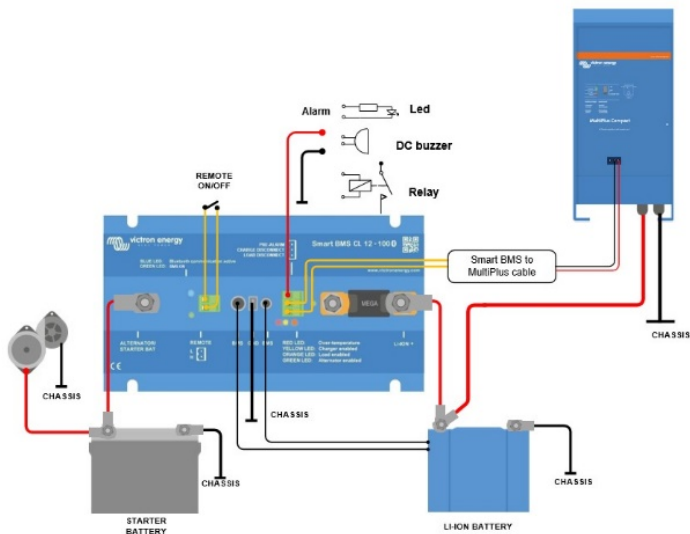 Alarm
Led
DC buzzer
Relay
REMOTE
ON/OFF
victron energy
MultiPlus Compact
victron energy
BLUE LED: Bluetooth communication active
GREEN LED:
PRE-ALARM
CHARGE DISCONNECT
LOAD DISCONNECT
Smart BMS CL 12-100
www.victronenergy.com
Smart BMS to
MultiPlus cable
MEGA
ALTERNATOR/
STARTER BAT
REMOTE
L
H
BMS
GND
BMS
RED LED: Over-temperature
YELLOW LED: Charger enabled
ORANGE LED: Load enabled
GREEN LED: Alternator enabled
LI-ION +
CE
CHASSIS
CHASSIS
CHASSIS
CHASSIS
CHASSIS
STARTER
BATTERY
LI-ION BATTERY